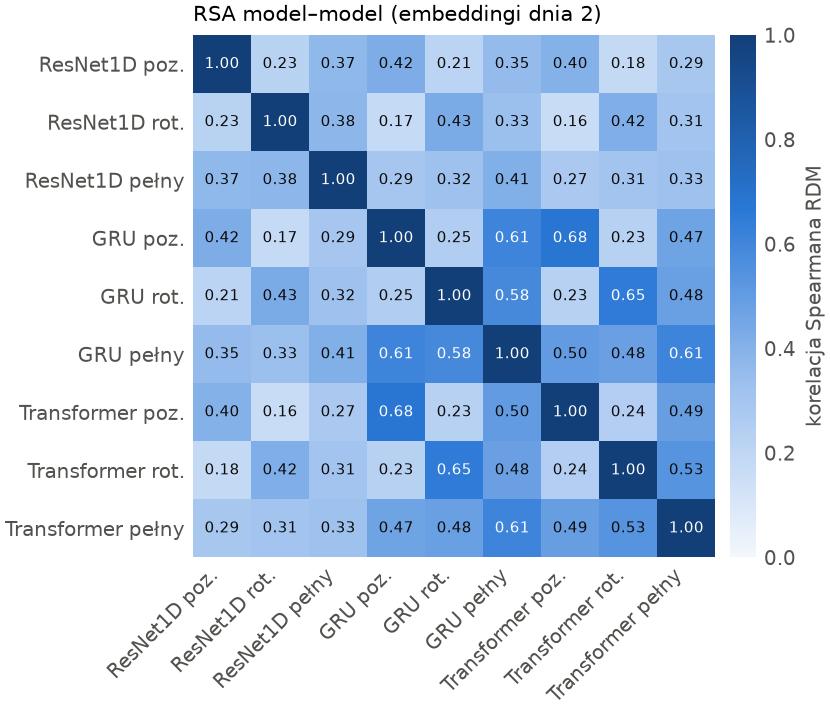 RSA model–model (embeddingi dnia 2)
ResNet1D poz. 1.00 0.23 0.37 0.42 0.21 0.35 0.40 0.18 0.29
ResNet1D rot. 0.23 1.00 0.38 0.17 0.43 0.33 0.16 0.42 0.31
ResNet1D pełny 0.37 0.38 1.00 0.29 0.32 0.41 0.27 0.31 0.33
GRU poz. 0.42 0.17 0.29 1.00 0.25 0.61 0.68 0.23 0.47
GRU rot. 0.21 0.43 0.32 0.25 1.00 0.58 0.23 0.65 0.48
GRU pełny 0.35 0.33 0.41 0.61 0.58 1.00 0.50 0.48 0.61
Transformer poz. 0.40 0.16 0.27 0.68 0.23 0.50 1.00 0.24 0.49
Transformer rot. 0.18 0.42 0.31 0.23 0.65 0.48 0.24 1.00 0.53
Transformer pełny 0.29 0.31 0.33 0.47 0.48 0.61 0.49 0.53 1.00
ResNet1D poz.
ResNet1D rot.
ResNet1D pełny
GRU poz.
GRU rot.
GRU pełny
Transformer poz.
Transformer rot.
Transformer pełny
1.0
0.8
0.6
0.4
0.2
0.0
korelacja Spearmana RDM